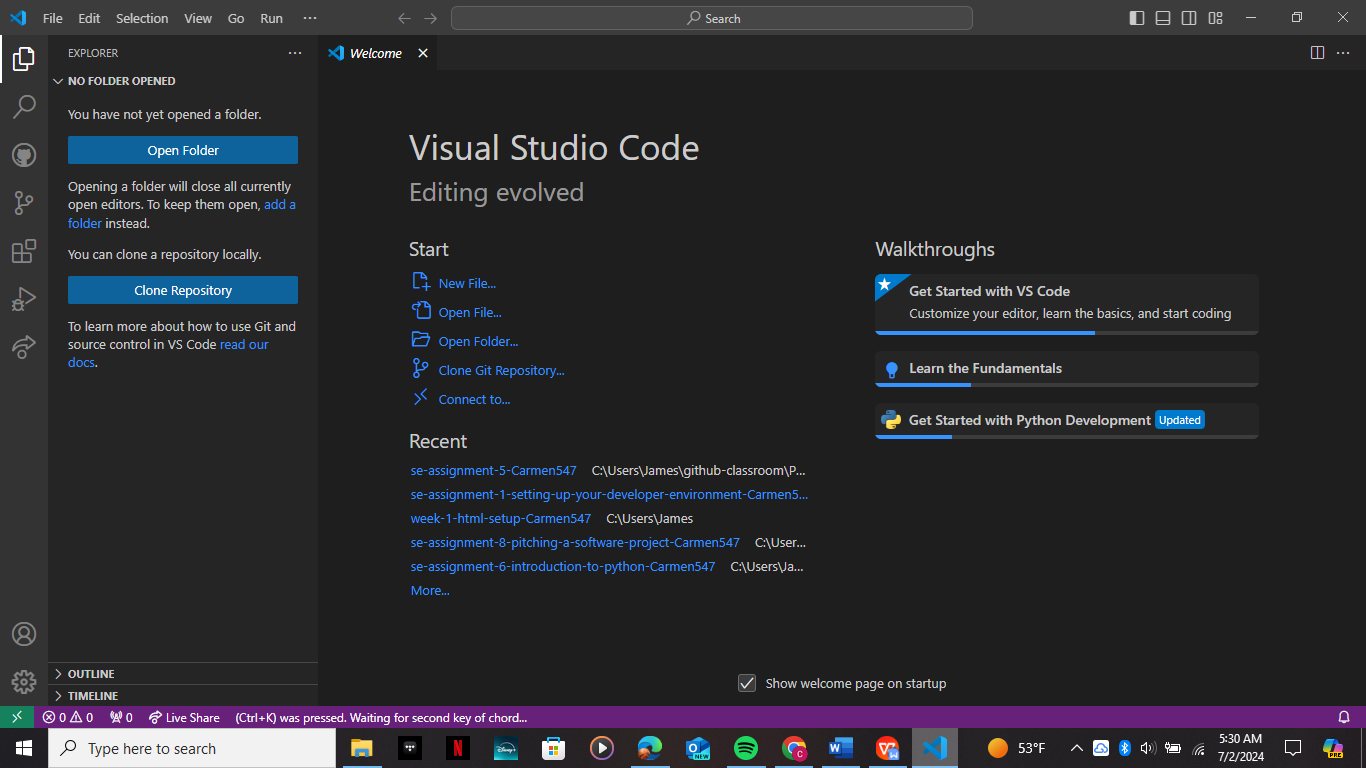 File Edit Selection View Go Run ···
Search
EXPLORER
Welcome
NO FOLDER OPENED
You have not yet opened a folder.
Open Folder
Opening a folder will close all currently
open editors. To keep them open, add a
folder instead.
You can clone a repository locally.
Clone Repository
To learn more about how to use Git and
source control in VS Code read our
docs.
OUTLINE
TIMELINE
Visual Studio Code
Editing evolved
Start
New File...
Open File...
Open Folder...
Clone Git Repository...
Connect to...
Recent
se-assignment-5-Carmen547 C:\Users\James\github-classroom\P...
se-assignment-1-setting-up-your-developer-environment-Carmen5...
week-1-html-setup-Carmen547 C:\Users\James
se-assignment-8-pitching-a-software-project-Carmen547 C:\User...
se-assignment-6-introduction-to-python-Carmen547 C:\Users\Ja...
More...
Walkthroughs
Get Started with VS Code
Customize your editor, learn the basics, and start coding
Learn the Fundamentals
Get Started with Python Development Updated
Show welcome page on startup
0 0 0 Live Share (Ctrl+K) was pressed. Waiting for second key of chord...
Type here to search
53°F
5:30 AM
7/2/2024